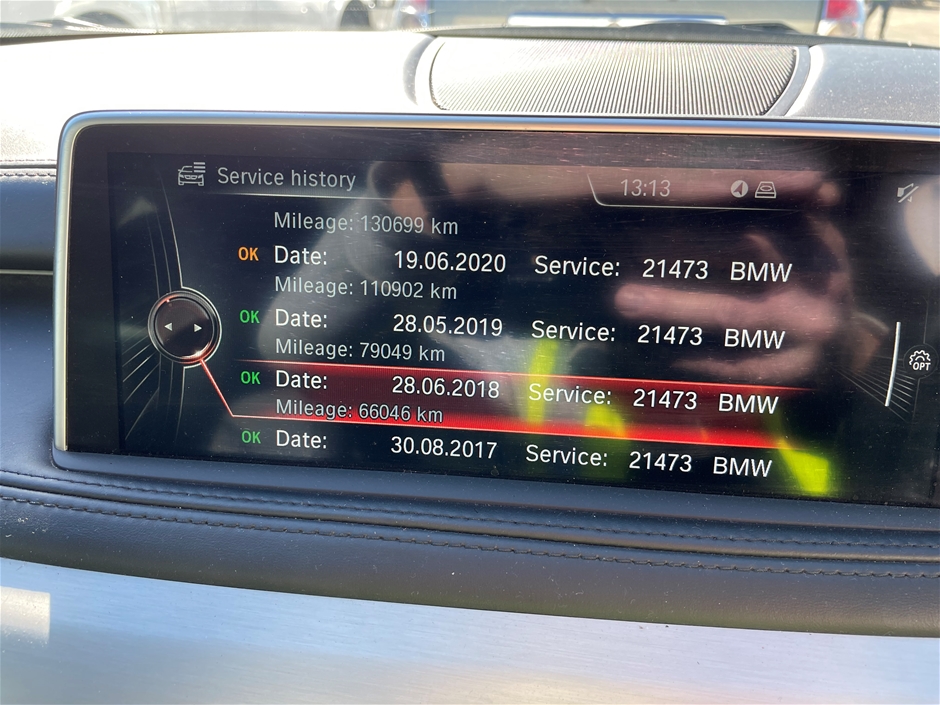 Service history 13:13
Mileage: 130699 km
OK Date: 19.06.2020 Service: 21473 BMW
Mileage: 110902 km
OK Date: 28.05.2019 Service: 21473 BMW
Mileage: 79049 km
OK Date: 28.06.2018 Service: 21473 BMW
OPT
Mileage: 66046 km
OK Date: 30.08.2017 Service: 21473 BMW